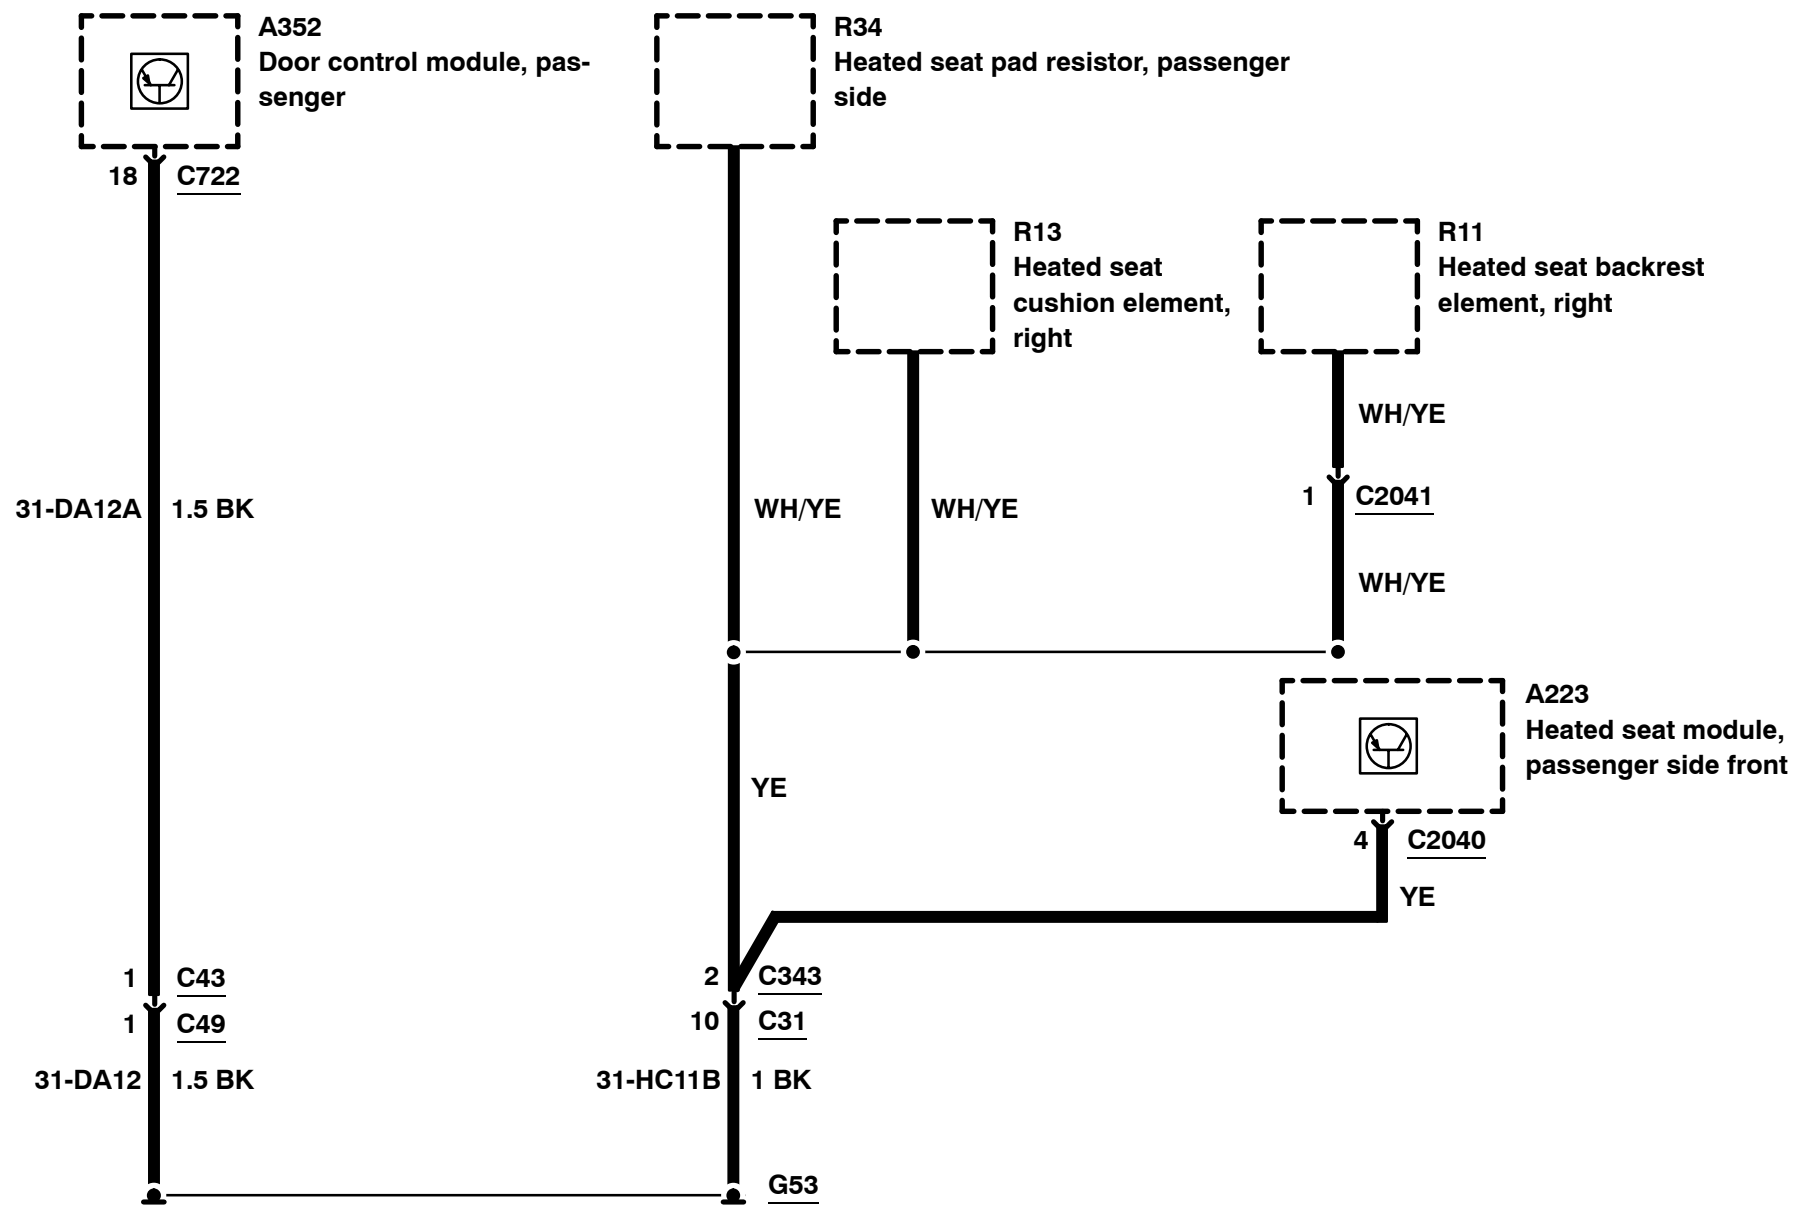 A352
Door control module, pas-
senger
R34
Heated seat pad resistor, passenger
side
18 C722
R13
Heated seat
cushion element,
right
R11
Heated seat backrest
element, right
WH/YE
1 C2041
31-DA12A 1.5 BK
WH/YE
WH/YE
WH/YE
A223
Heated seat module,
passenger side front
YE
4 C2040
YE
1 C43
2 C343
1 C49
10 C31
31-DA12 1.5 BK
31-HC11B 1 BK
G53